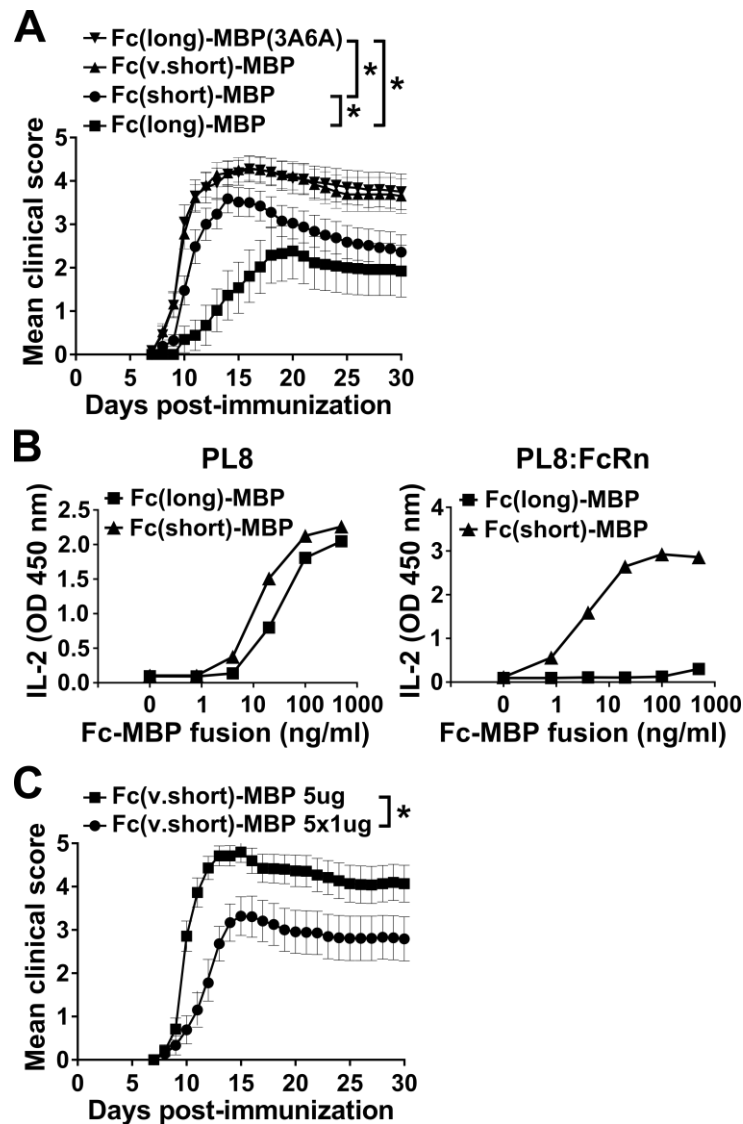 A
Fc(long)-MBP(3A6A)
Fc(v.short)-MBP
Fc(short)-MBP
Fc(long)-MBP
* * *
Mean clinical score
5
4
3
2
1
0
0 5 10 15 20 25 30
Days post-immunization
B
PL8
Fc(long)-MBP
Fc(short)-MBP
IL-2 (OD 450 nm)
2.5
2.0
1.5
1.0
0.5
0.0
0 1 10 100 1000
PL8:FcRn
Fc(long)-MBP
Fc(short)-MBP
IL-2 (OD 450 nm)
4
3
2
1
0
0 1 10 100 1000
Fc-MBP fusion (ng/ml)
Fc-MBP fusion (ng/ml)
C
Fc(v.short)-MBP 5ug
Fc(v.short)-MBP 5x1ug
*
Mean clinical score
5
4
3
2
1
0
0 5 10 15 20 25 30
Days post-immunization